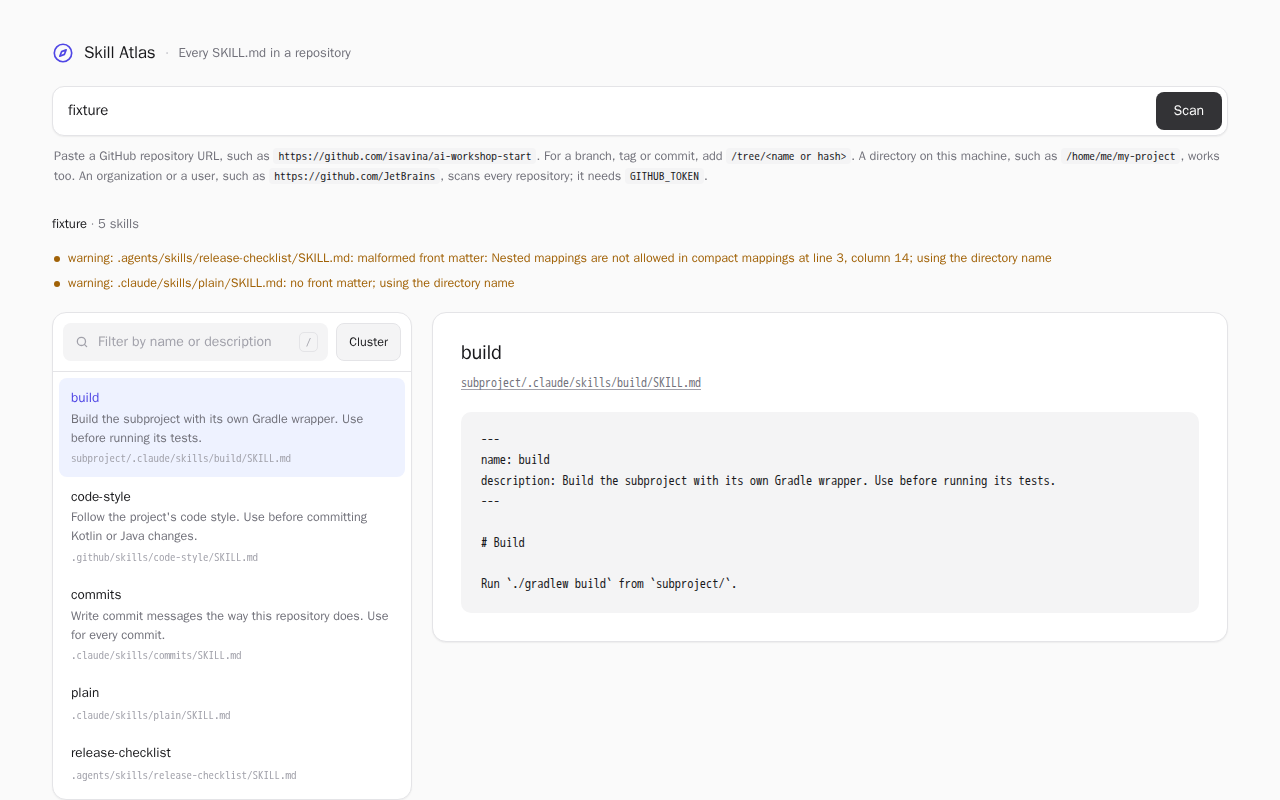 Skill Atlas · Every SKILL.md in a repository
fixture
Scan
Paste a GitHub repository URL, such as https://github.com/isavina/ai-workshop-start . For a branch, tag or commit, add /tree/<name or hash> . A directory on this machine, such as /home/me/my-project , works
too. An organization or a user, such as https://github.com/JetBrains , scans every repository; it needs GITHUB_TOKEN .
fixture · 5 skills
warning: .agents/skills/release-checklist/SKILL.md: malformed front matter: Nested mappings are not allowed in compact mappings at line 3, column 14; using the directory name
warning: .claude/skills/plain/SKILL.md: no front matter; using the directory name
Filter by name or description /
Cluster
build
Build the subproject with its own Gradle wrapper. Use
before running its tests.
subproject/.claude/skills/build/SKILL.md
code-style
Follow the project's code style. Use before committing
Kotlin or Java changes.
.github/skills/code-style/SKILL.md
commits
Write commit messages the way this repository does. Use
for every commit.
.claude/skills/commits/SKILL.md
plain
.claude/skills/plain/SKILL.md
release-checklist
.agents/skills/release-checklist/SKILL.md
build
subproject/.claude/skills/build/SKILL.md
---
name: build
description: Build the subproject with its own Gradle wrapper. Use before running its tests.
---
# Build
Run `./gradlew build` from `subproject/`.